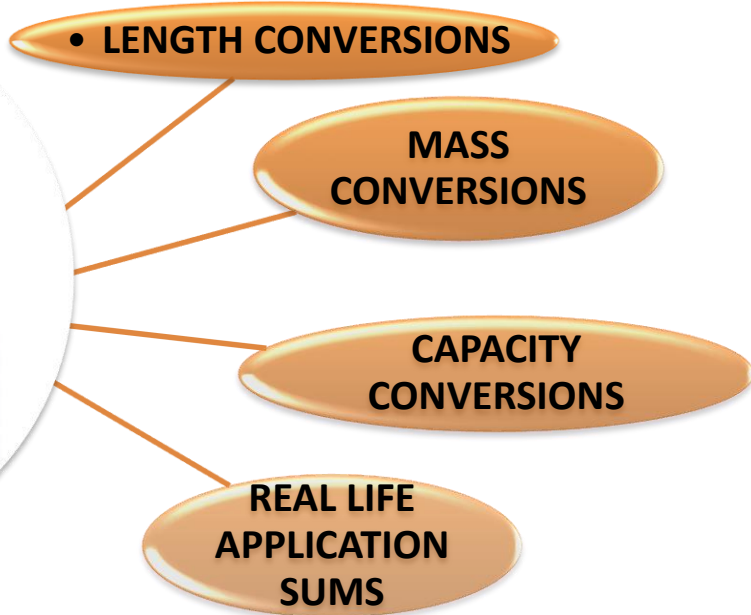 • LENGTH CONVERSIONS
MASS
CONVERSIONS
CAPACITY
CONVERSIONS
REAL LIFE
APPLICATION
SUMS